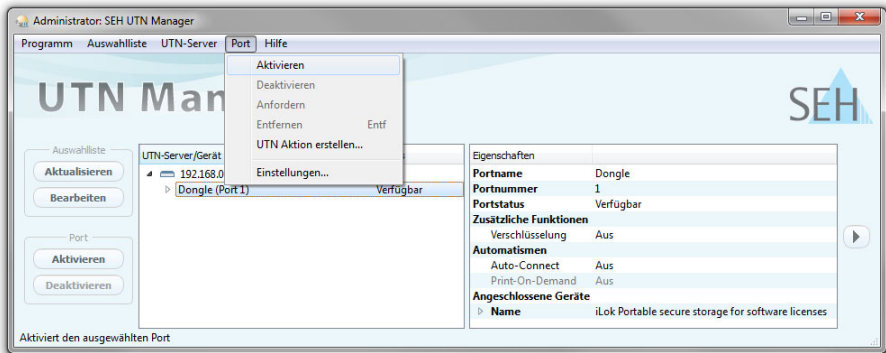 Administrator: SEH UTN Manager
Programm Auswahlliste UTN-Server Port Hilfe
Aktivieren
Deaktivieren
Anfordern
Entfernen Entf
UTN Aktion erstellen...
Einstellungen...
UTN Man
SEH
Auswahlliste
Aktualisieren
Bearbeiten
Port
Aktivieren
Deaktivieren
UTN-Server/Gerät
192.168.0
Dongle (Port 1) Verfügbar
Eigenschaften
Portname Dongle
Portnummer 1
Portstatus Verfügbar
Zusätzliche Funktionen
Verschlüsselung Aus
Automatismen
Auto-Connect Aus
Print-On-Demand Aus
Angeschlossene Geräte
Name iLok Portable secure storage for software licenses
Aktiviert den ausgewählten Port